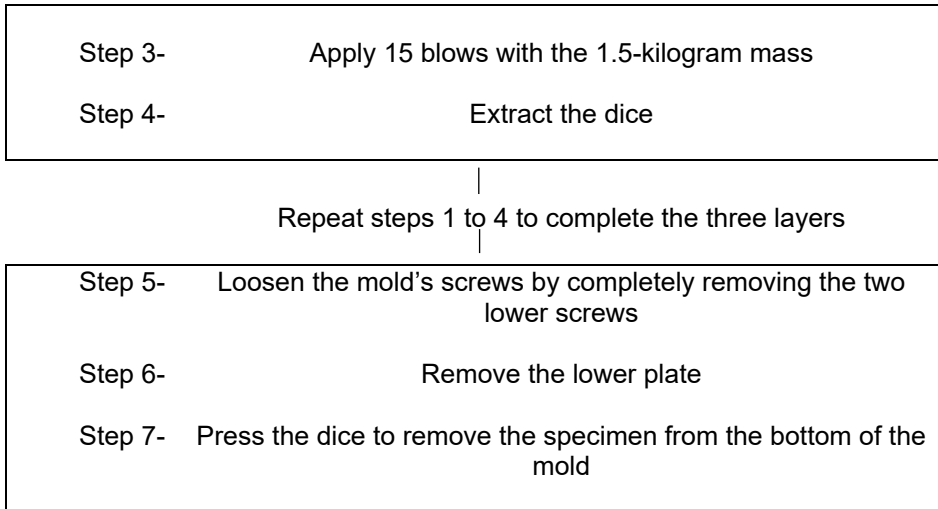 Step 3- Apply 15 blows with the 1.5-kilogram mass
Step 4- Extract the dice
Repeat steps 1 to 4 to complete the three layers
Step 5- Loosen the mold’s screws by completely removing the two
lower screws
Step 6- Remove the lower plate
Step 7- Press the dice to remove the specimen from the bottom of the
mold